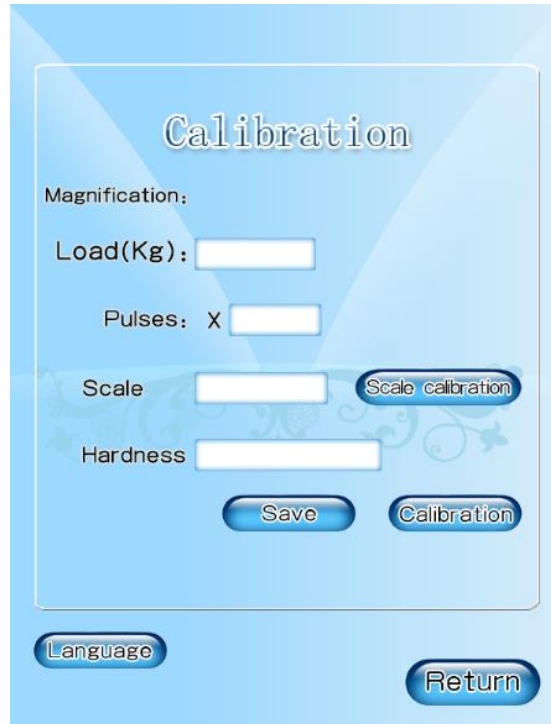 Calibration
Magnification:
Load(Kg):
Pulses: X
Scale Scale calibration
Hardness
Save Calibration
Language
Return